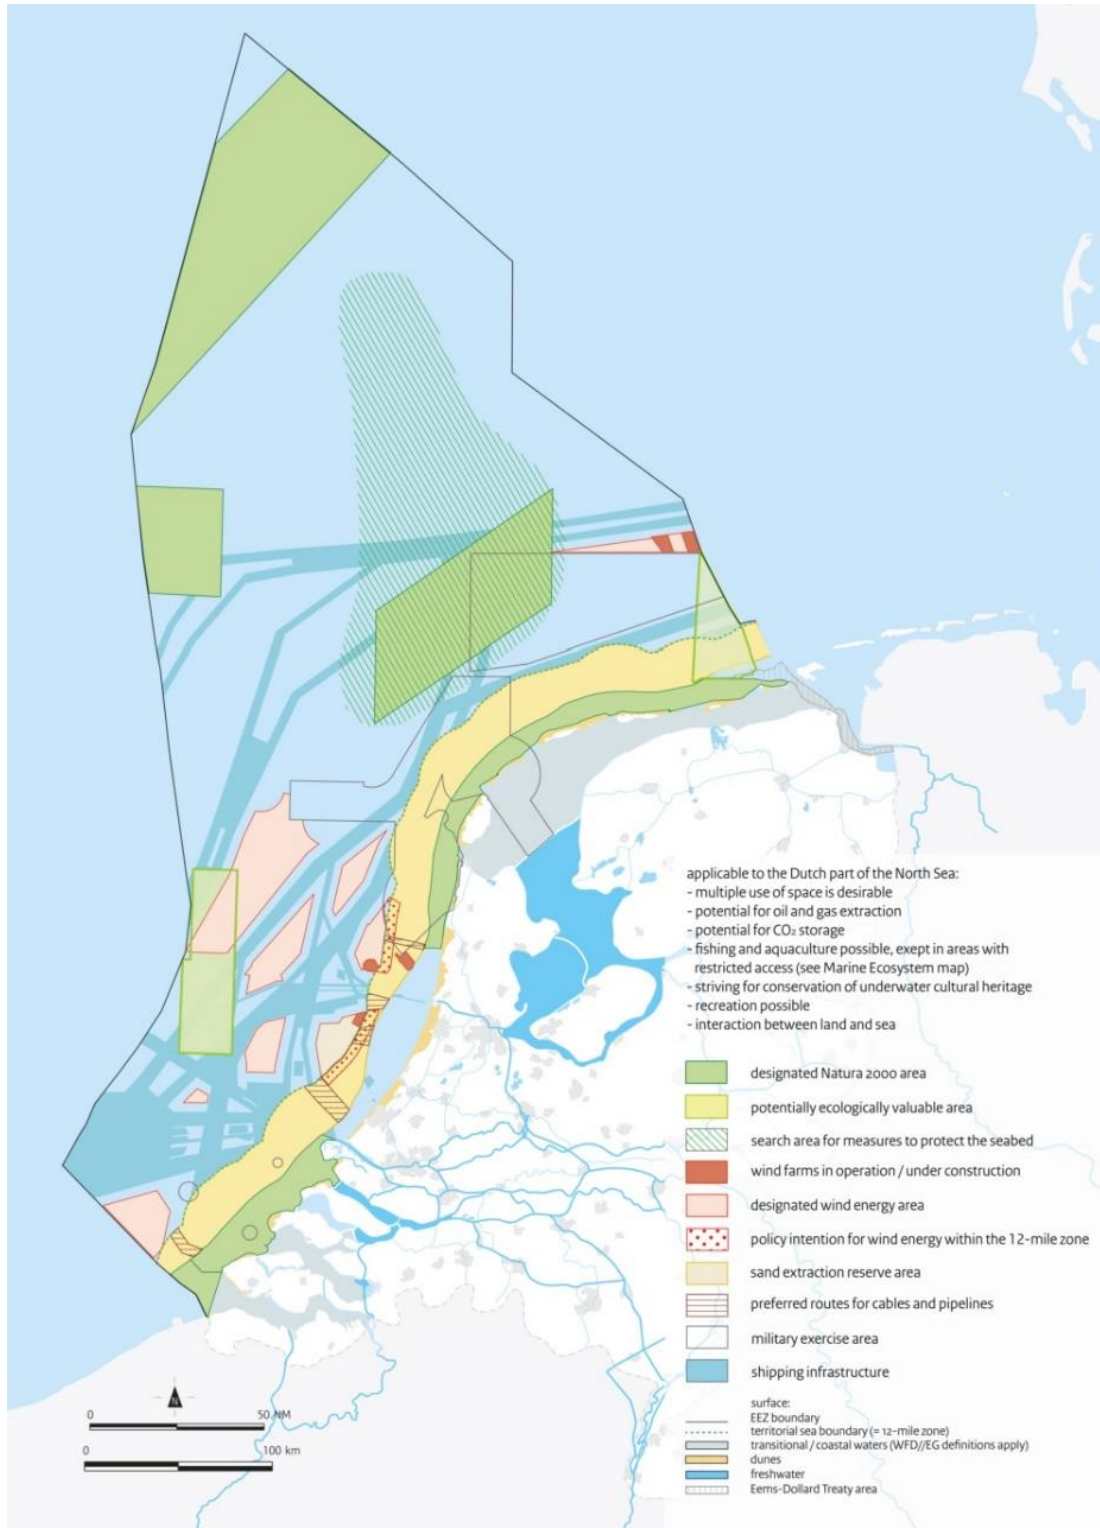 applicable to the Dutch part of the North Sea:
- multiple use of space is desirable
- potential for oil and gas extraction
- potential for CO₂ storage
- fishing and aquaculture possible, exept in areas with
restricted access (see Marine Ecosystem map)
- striving for conservation of underwater cultural heritage
- recreation possible
- interaction between land and sea
designated Natura 2000 area
potentially ecologically valuable area
search area for measures to protect the seabed
wind farms in operation / under construction
designated wind energy area
policy intention for wind energy within the 12-mile zone
sand extraction reserve area
preferred routes for cables and pipelines
military exercise area
shipping infrastructure
surface:
EEZ boundary
territorial sea boundary (= 12-mile zone)
transitional / coastal waters (WFD//EG definitions apply)
dunes
freshwater
Eems-Dollard Treaty area
N
0 50 NM
0 100 km